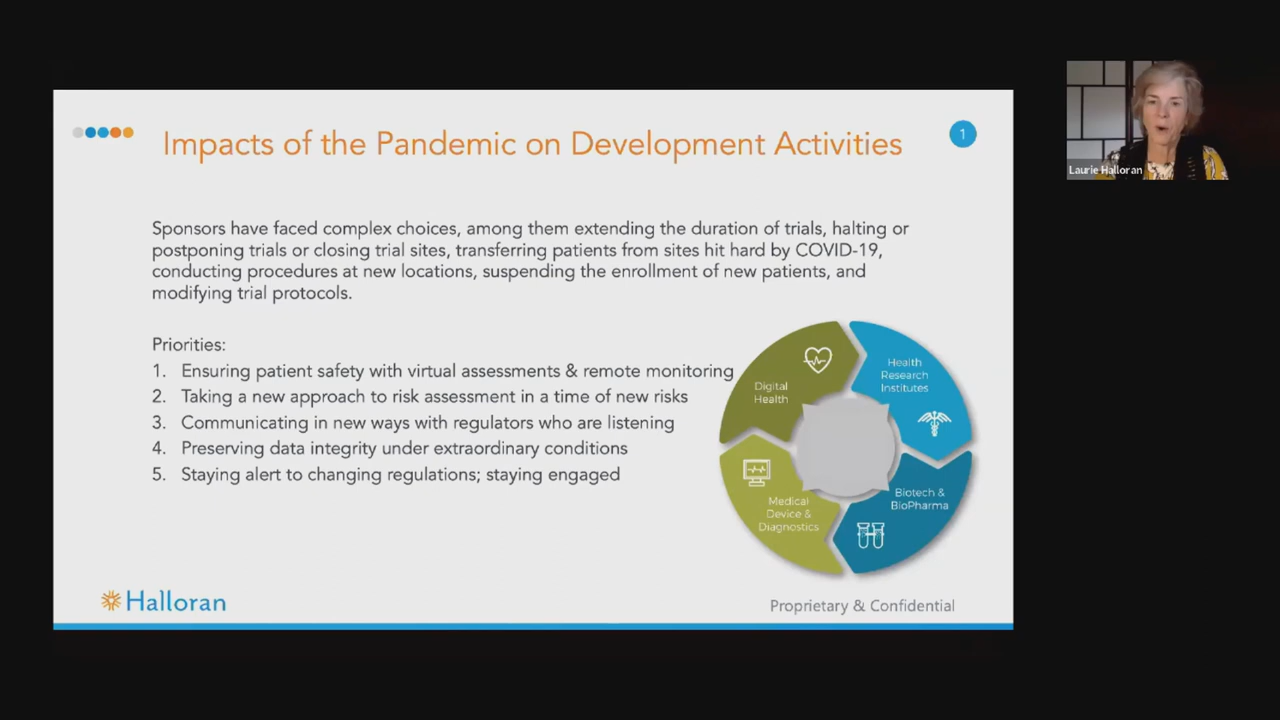 Impacts of the Pandemic on Development Activities
1
Laurie Halloran
Sponsors have faced complex choices, among them extending the duration of trials, halting or
postponing trials or closing trial sites, transferring patients from sites hit hard by COVID-19,
conducting procedures at new locations, suspending the enrollment of new patients, and
modifying trial protocols.
Priorities:
1. Ensuring patient safety with virtual assessments & remote monitoring
2. Taking a new approach to risk assessment in a time of new risks
3. Communicating in new ways with regulators who are listening
4. Preserving data integrity under extraordinary conditions
5. Staying alert to changing regulations; staying engaged
Digital
Health
Health
Research
Institutes
Medical
Device &
Diagnostics
Biotech &
BioPharma
Halloran
Proprietary & Confidential